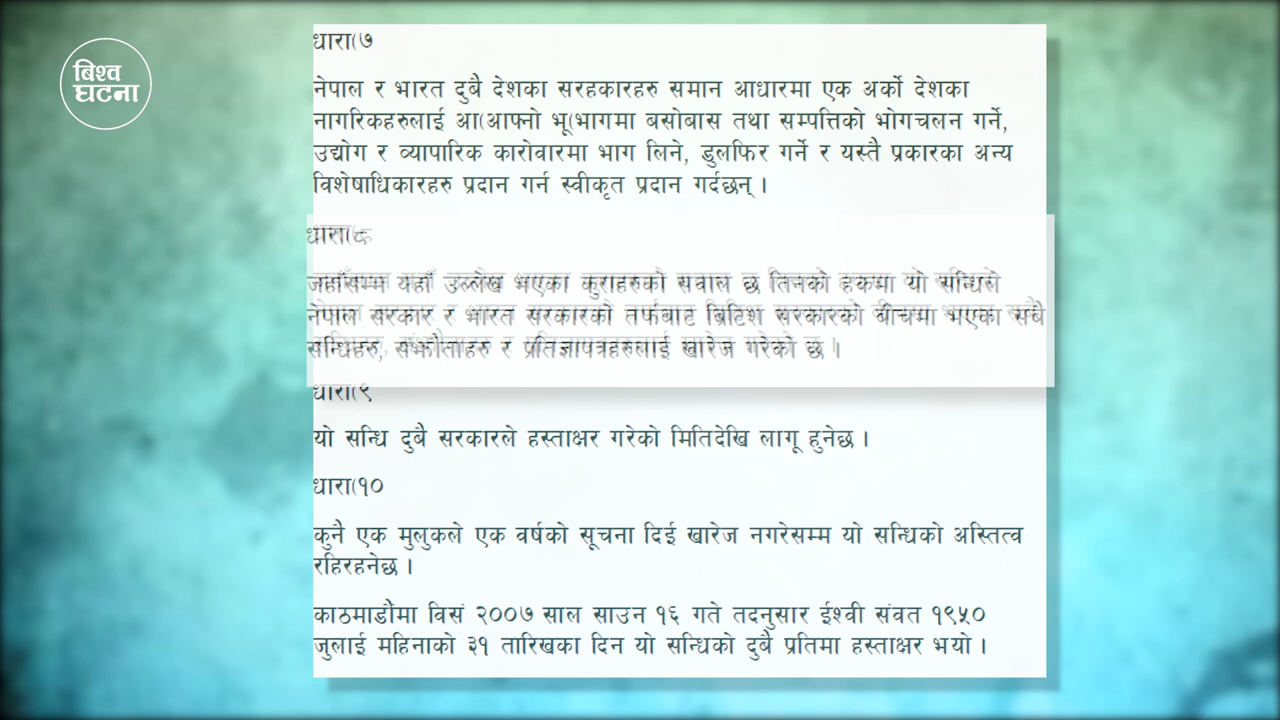 बिश्व
घटना
धारा(७
नेपाल र भारत दुबै देशका सरहकारहरु समान आधारमा एक अर्को देशका
नागरिकहरुलाई आ(आफ्नो भू(भागमा बसोबास तथा सम्पत्तिको भोगचलन गर्ने,
उद्योग र व्यापारिक कारोवारमा भाग लिने, डुलफिर गर्ने र यस्तै प्रकारका अन्य
विशेषाधिकारहरु प्रदान गर्न स्वीकृत प्रदान गर्दछन् ।
धारा(८
जहाँसम्म यहाँ उल्लेख भएका कुराहरुको सवाल छ तिनको हकमा यो सन्धिले
नेपाल सरकार र भारत सरकारको तर्फबाट ब्रिटिश सरकारको बीचमा भएका सबै
सन्धिहरु, संझौताहरु र प्रतिज्ञापत्रहरुलाई खारेज गरेको छ ।
धारा(९
यो सन्धि दुबै सरकारले हस्ताक्षर गरेको मितिदेखि लागू हुनेछ ।
धारा(१०
कुनै एक मुलुकले एक वर्षको सूचना दिई खारेज नगरेसम्म यो सन्धिको अस्तित्व
रहिरहनेछ ।
काठमाडौंमा विसं २००७ साल साउन १६ गते तदनुसार ईश्वी संवत १९५०
जुलाई महिनाको ३१ तारिखका दिन यो सन्धिको दुबै प्रतिमा हस्ताक्षर भयो ।